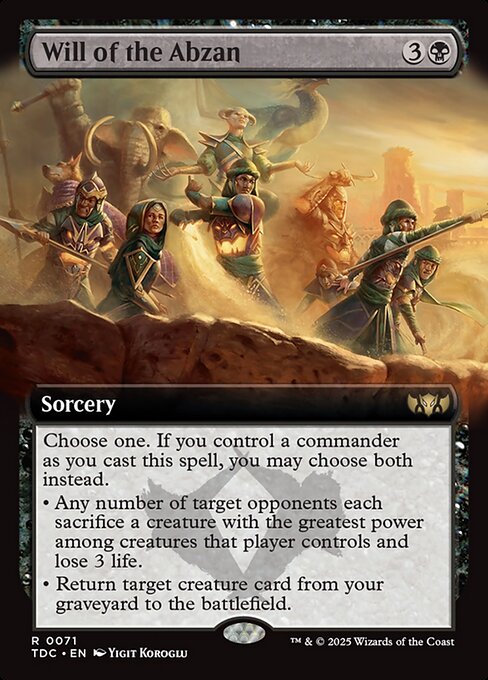 Will of the Abzan 3
Sorcery
Choose one. If you control a commander
as you cast this spell, you may choose both
instead.
• Any number of target opponents each
sacrifice a creature with the greatest power
among creatures that player controls and
lose 3 life.
• Return target creature card from your
graveyard to the battlefield.
R 0071
TDC • EN YIGIT KOROGLU
™ & © 2025 Wizards of the Coast